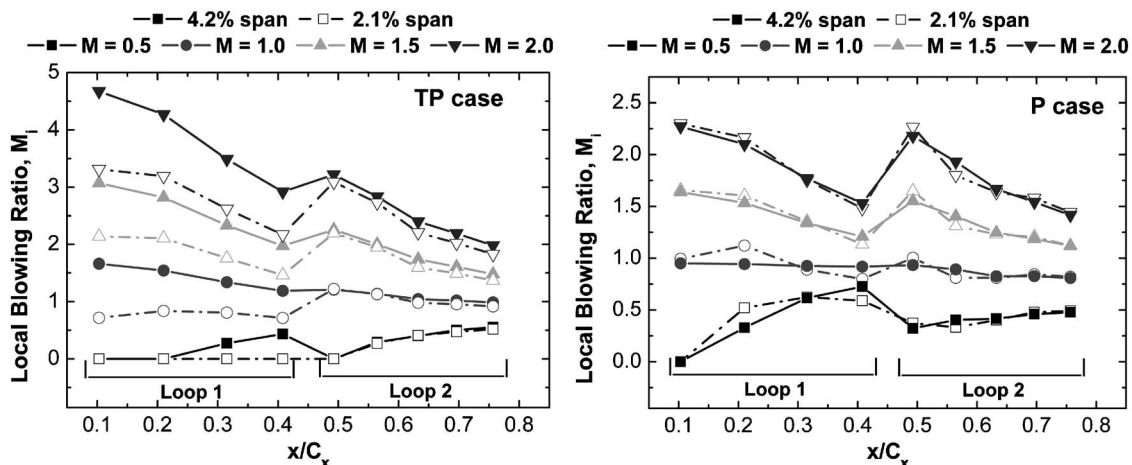 4.2% span 2.1% span
M = 0.5 M = 1.0 M = 1.5 M = 2.0
TP case
Local Blowing Ratio, Mi
5
4
3
2
1
0
Loop 1 Loop 2
0.1 0.2 0.3 0.4 0.5 0.6 0.7 0.8
x/Cx
4.2% span 2.1% span
M = 0.5 M = 1.0 M = 1.5 M = 2.0
P case
Local Blowing Ratio, Mi
2.5
2.0
1.5
1.0
0.5
0.0
Loop 1 Loop 2
0.1 0.2 0.3 0.4 0.5 0.6 0.7 0.8
x/Cx